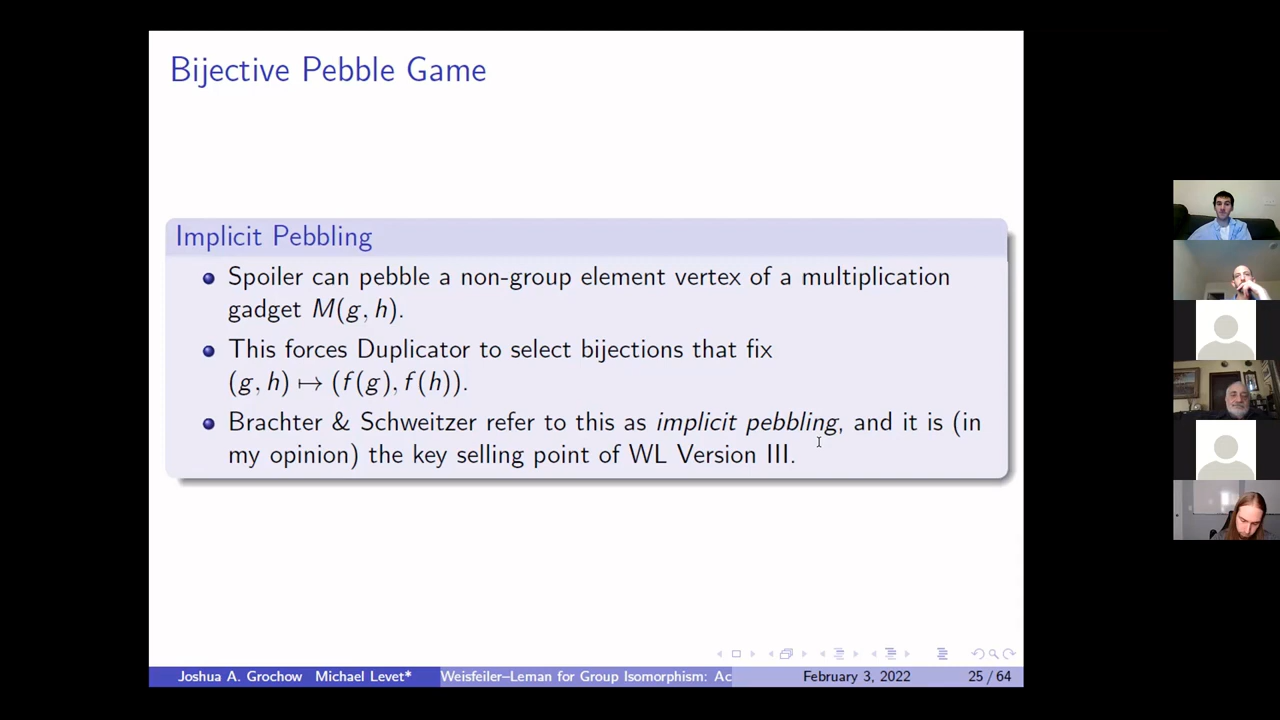 Bijective Pebble Game
Implicit Pebbling
Spoiler can pebble a non-group element vertex of a multiplication
gadget M(g, h).
This forces Duplicator to select bijections that fix
(g, h) ↦ (f(g), f(h)).
Brachter & Schweitzer refer to this as implicit pebbling, and it is (in
my opinion) the key selling point of WL Version III.
Joshua A. Grochow Michael Levet* Weisfeiler–Leman for Group Isomorphism: Ac February 3, 2022 25 / 64